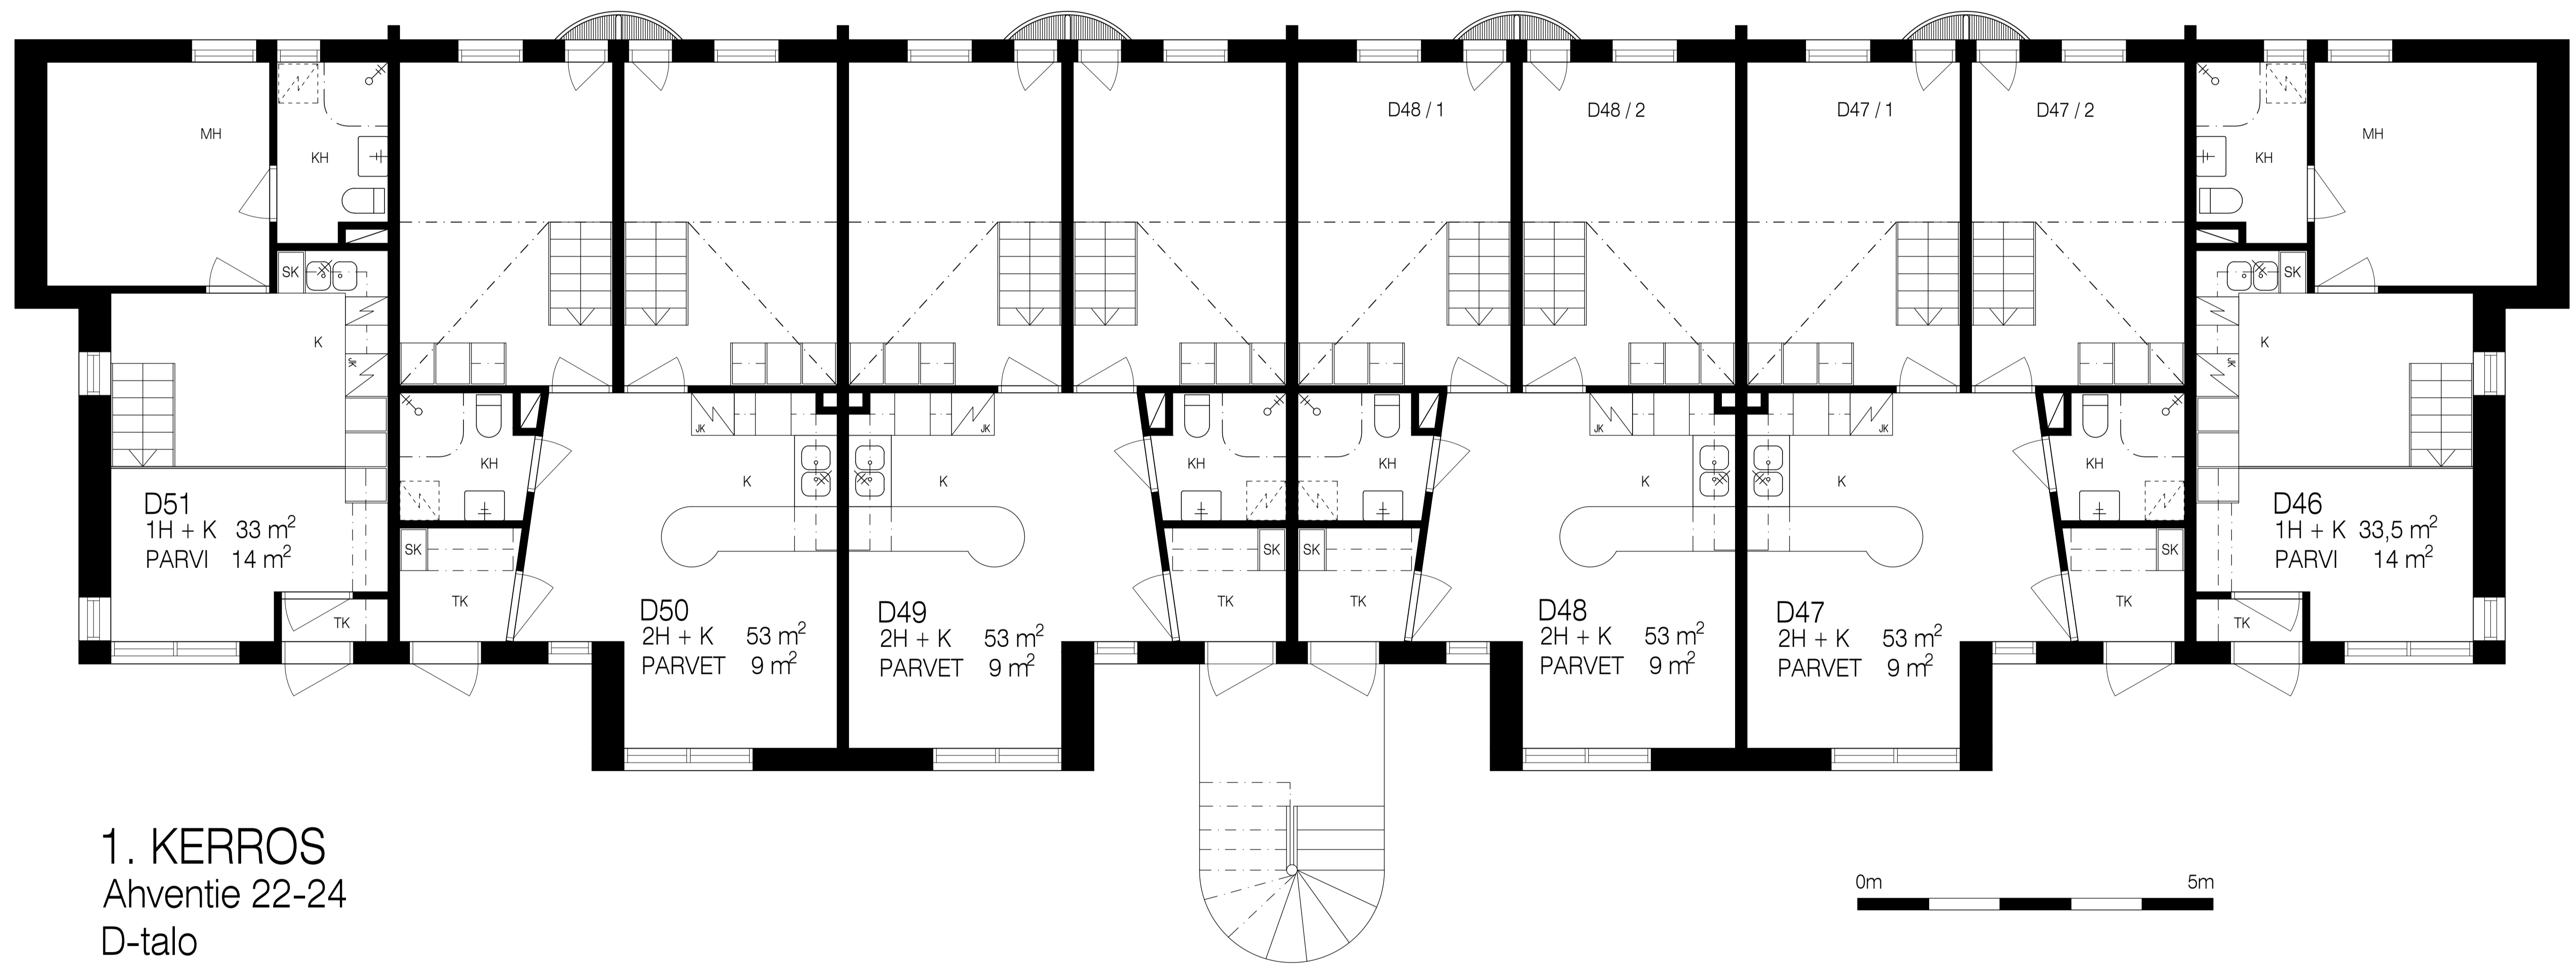 D48 / 1
D48 / 2
D47 / 1
D47 / 2
MH
KH
KH
MH
SK
SK
K
JK
K
JK
JK
JK
JK
JK
KH
K
K
KH
KH
K
K
KH
D51
1H + K 33 m²
PARVI 14 m²
D46
1H + K 33,5 m²
PARVI 14 m²
SK
SK
SK
SK
TK
TK
TK
TK
TK
TK
D50
2H + K 53 m²
PARVET 9 m²
D49
2H + K 53 m²
PARVET 9 m²
D48
2H + K 53 m²
PARVET 9 m²
D47
2H + K 53 m²
PARVET 9 m²
1. KERROS
Ahventie 22-24
D-talo
0m
5m